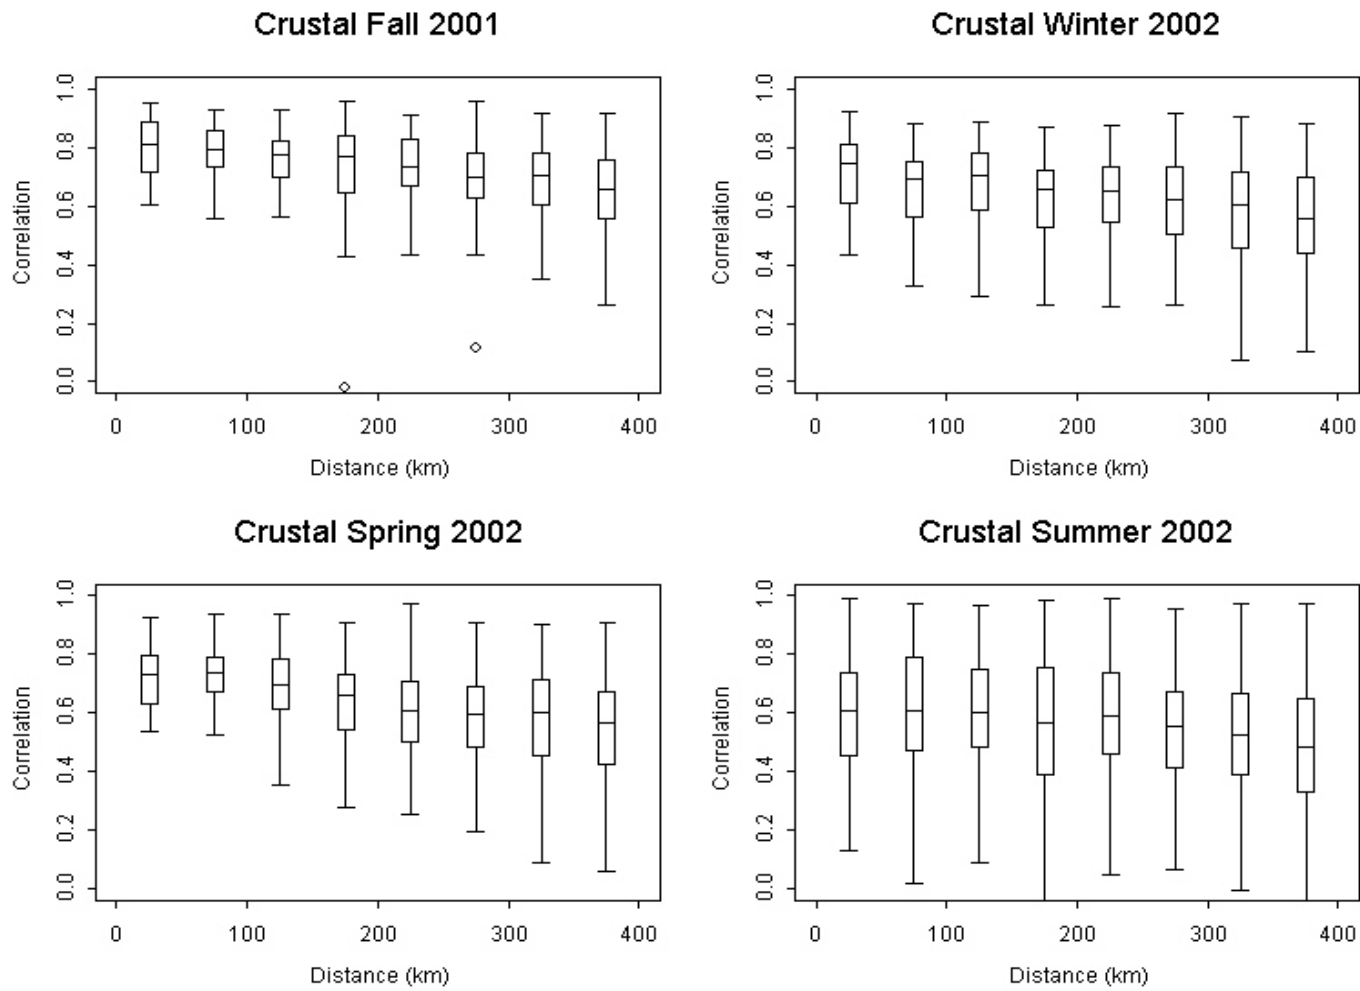 Crustal Fall 2001
Correlation
1.0
0.8
0.6
0.4
0.2
0.0
0 100 200 300 400
Distance (km)
Crustal Winter 2002
Correlation
1.0
0.8
0.6
0.4
0.2
0.0
0 100 200 300 400
Distance (km)
Crustal Spring 2002
Correlation
1.0
0.8
0.6
0.4
0.2
0.0
0 100 200 300 400
Distance (km)
Crustal Summer 2002
Correlation
1.0
0.8
0.6
0.4
0.2
0.0
0 100 200 300 400
Distance (km)